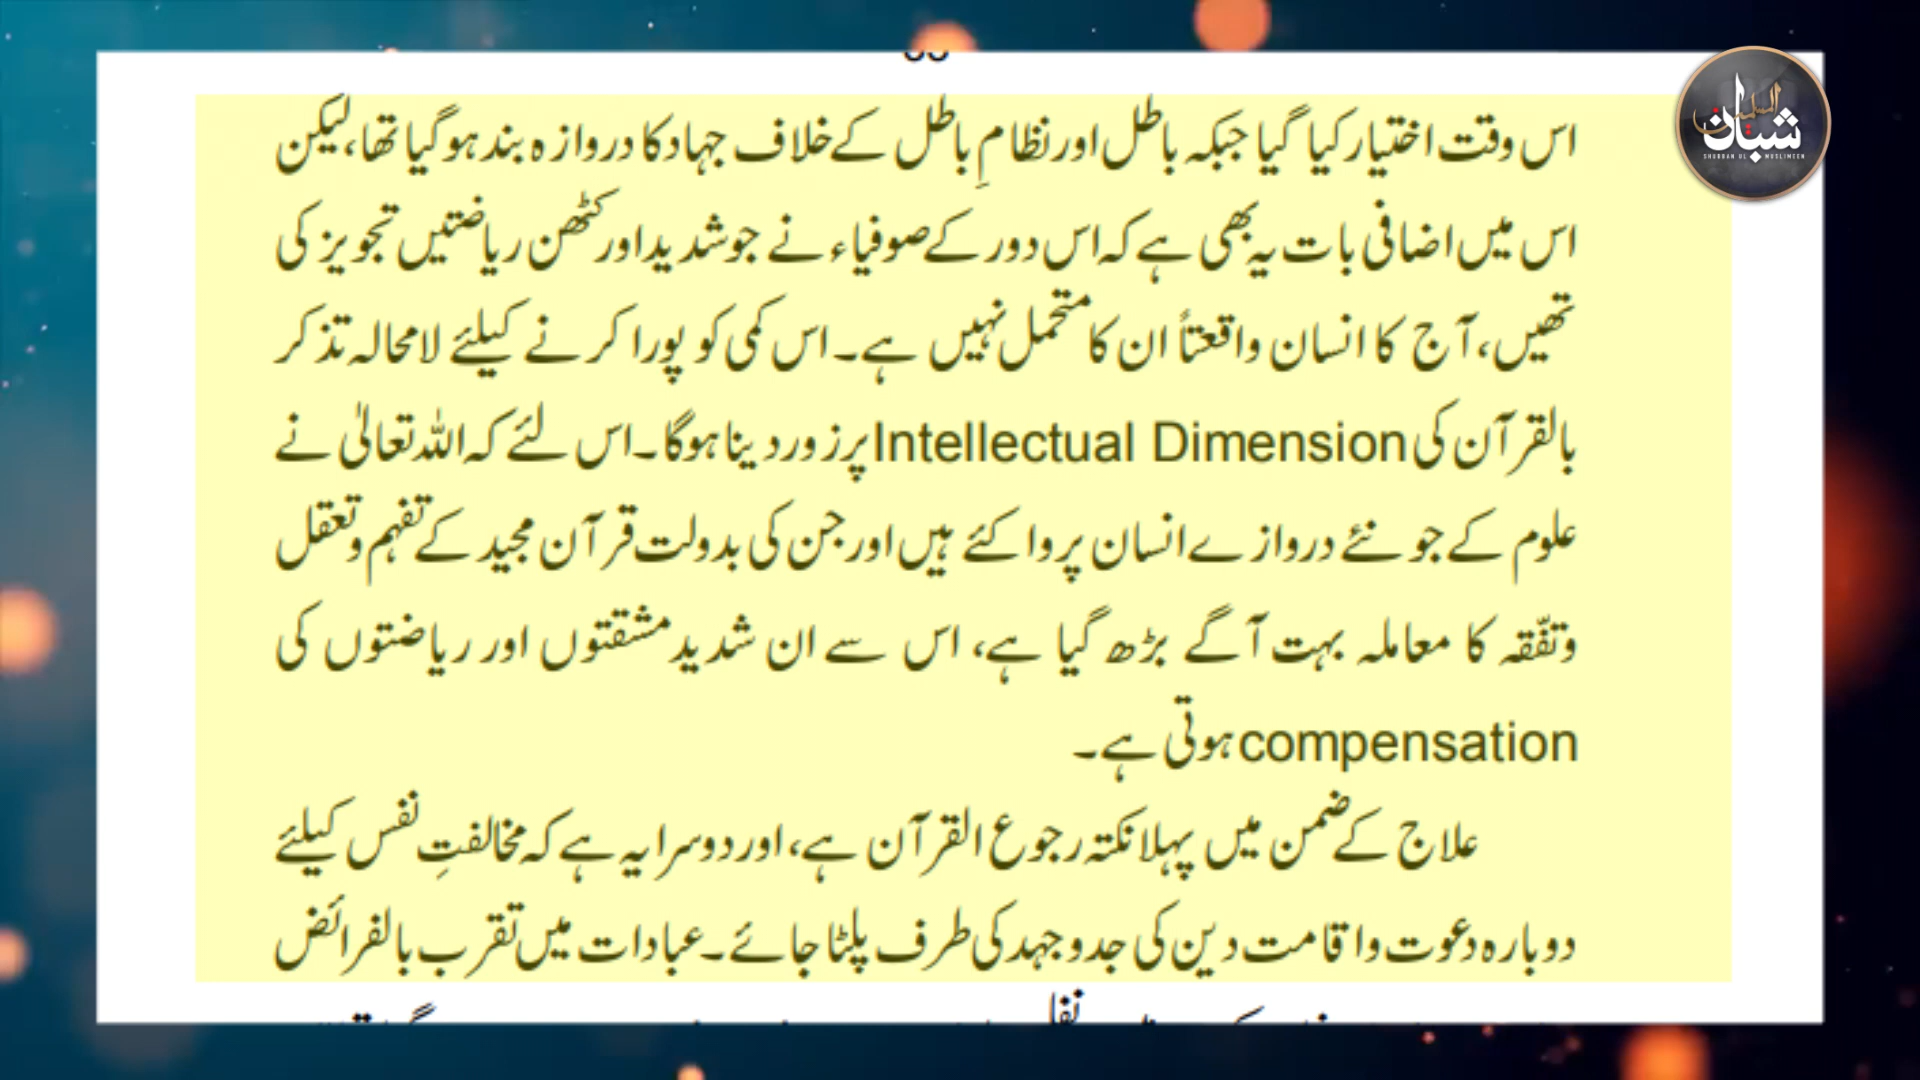 اس وقت اختیار کیا گیا جبکہ باطل اور نظامِ باطل کے خلاف جہاد کا دروازہ بند ہو گیا تھا، لیکن
اس میں اضافی بات یہ بھی ہے کہ اس دور کے صوفیاء نے جو شدید اور کٹھن ریاضتیں تجویز کی
تھیں، آج کا انسان واقعتاً ان کا متحمل نہیں ہے۔ اس کمی کو پورا کرنے کیلئے لامحالہ تذکر
بالقرآن کی Intellectual Dimension پر زور دینا ہوگا۔ اس لئے کہ اللہ تعالیٰ نے
علوم کے جو نئے دروازے انسان پر وا کئے ہیں اور جن کی بدولت قرآن مجید کے تفہم و تعقل
و تفّقہ کا معاملہ بہت آگے بڑھ گیا ہے، اس سے ان شدید مشقتوں اور ریاضتوں کی
compensation ہوتی ہے۔
علاج کے ضمن میں پہلا نکتہ رجوع القرآن ہے، اور دوسرا یہ ہے کہ مخالفتِ نفس کیلئے
دوبارہ دعوت و اقامت دین کی جدوجہد کی طرف پلٹا جائے۔ عبادات میں تقرب بالفرائض
شبان المسلمین
SHUBBAN UL MUSLIMEEN